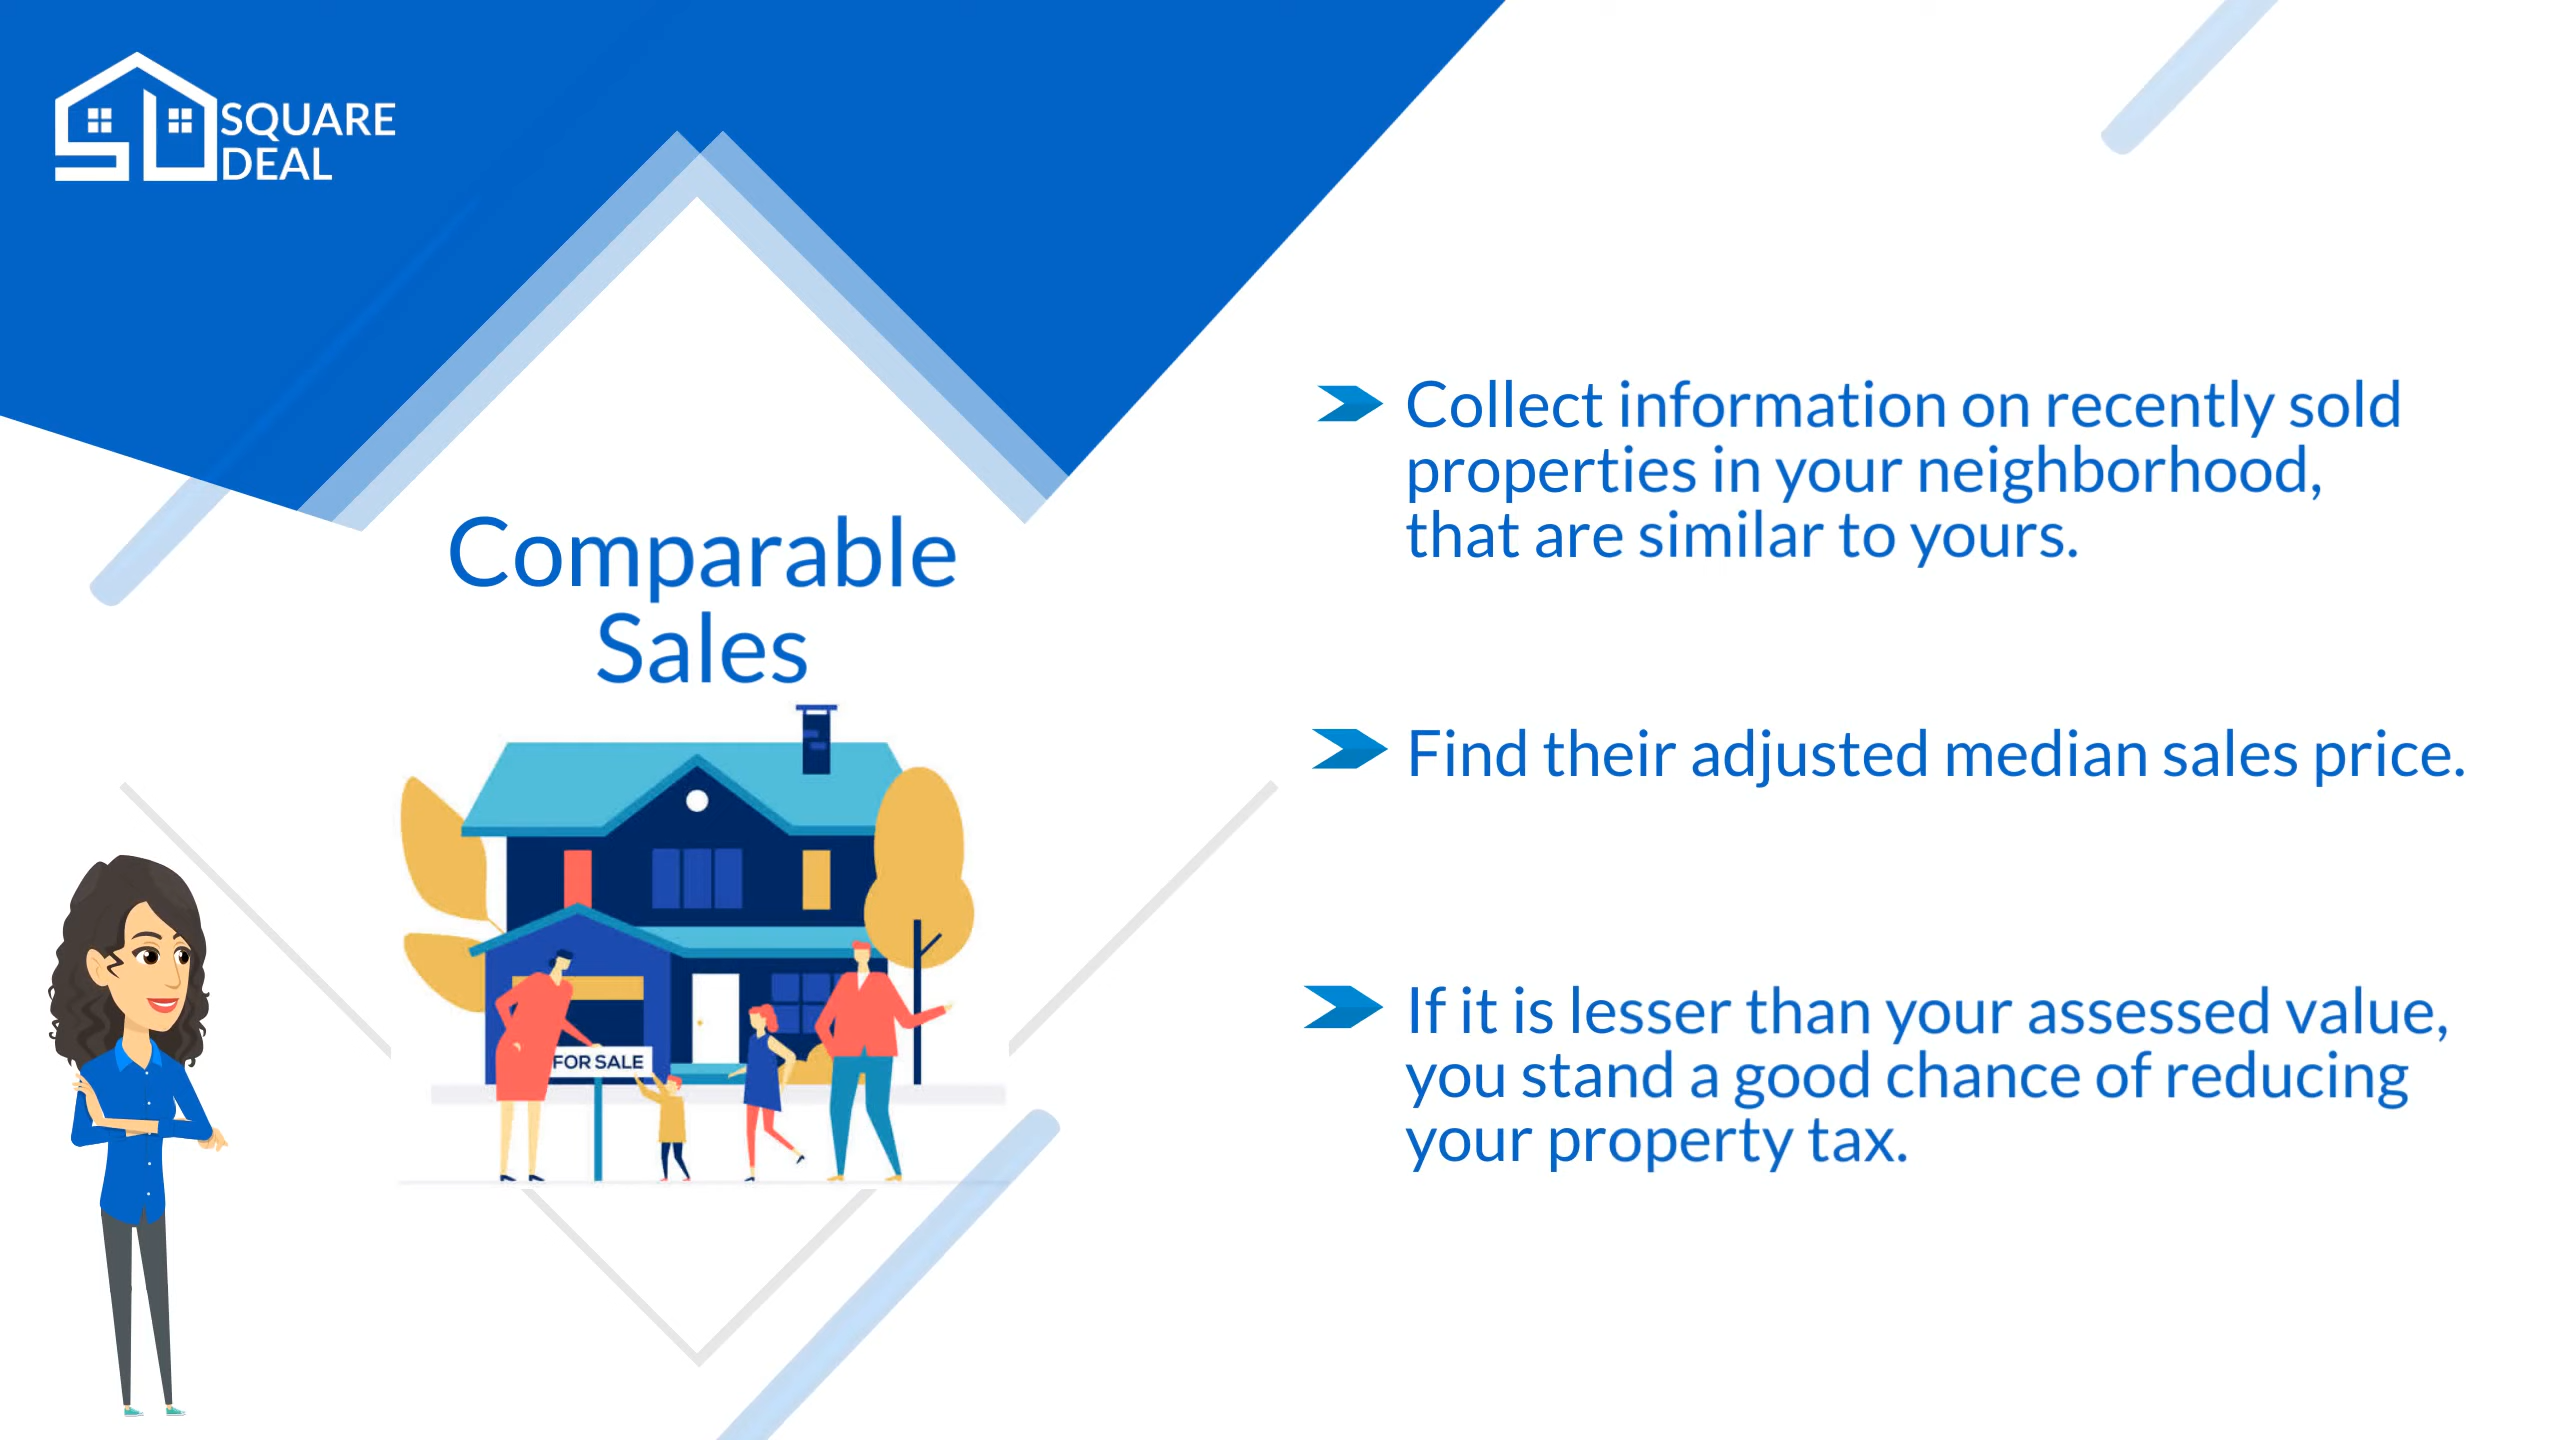 SQUARE
DEAL
Comparable
Sales
FOR SALE
Collect information on recently sold
properties in your neighborhood,
that are similar to yours.
Find their adjusted median sales price.
If it is lesser than your assessed value,
you stand a good chance of reducing
your property tax.